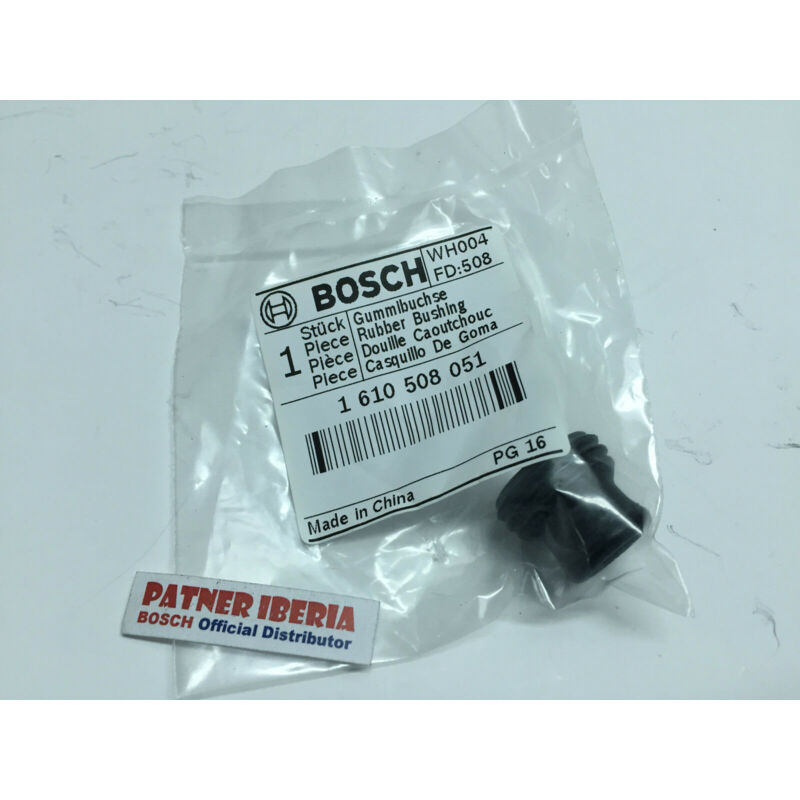 BOSCH
WH004
FD:508
1
Stück
Piece
Pièce
Piece
Gummibuchse
Rubber Bushing
Douille Caoutchouc
Casquillo De Goma
1 610 508 051
PG 16
Made in China
PATNER IBERIA
BOSCH Official Distributor